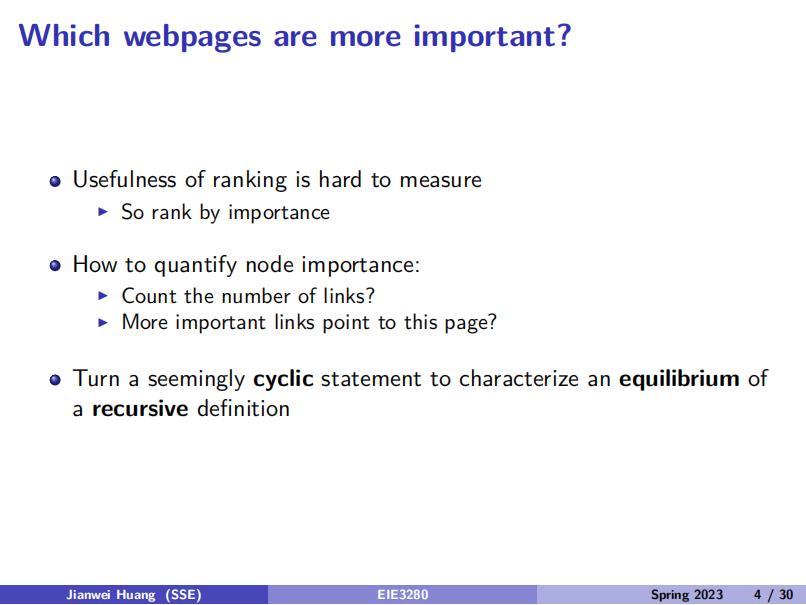 Which webpages are more important?
Usefulness of ranking is hard to measure
So rank by importance
How to quantify node importance:
Count the number of links?
More important links point to this page?
Turn a seemingly cyclic statement to characterize an equilibrium of
a recursive definition
Jianwei Huang (SSE) EIE3280 Spring 2023 4 / 30